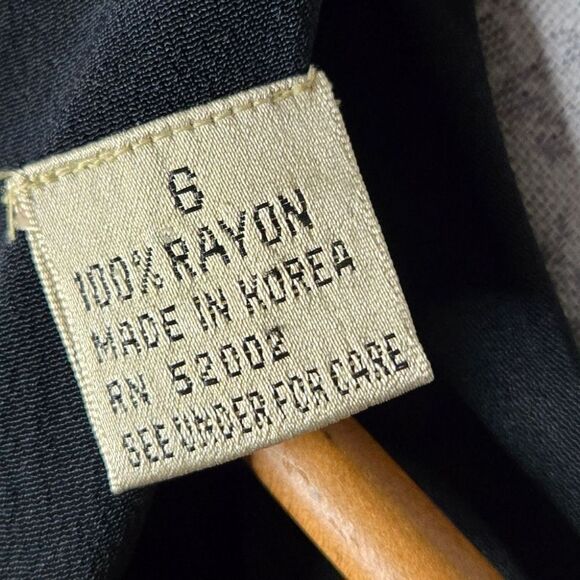 6
100% RAYON
MADE IN KOREA
RN 52002
SEE UNDER FOR CARE